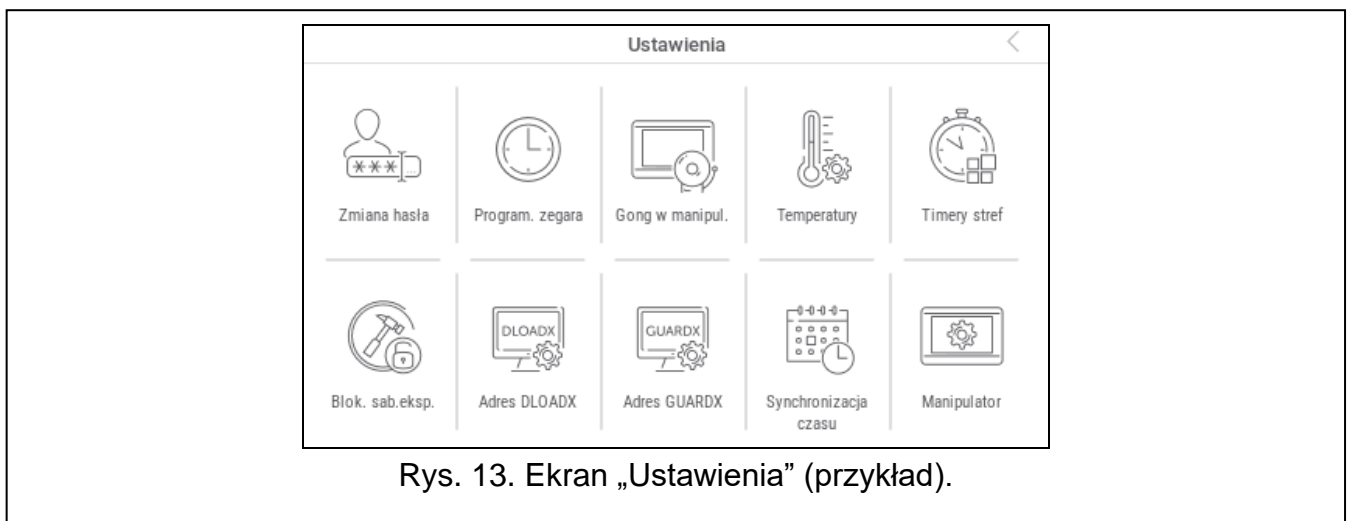 Ustawienia
***...
Zmiana hasła
Program. zegara
Gong w manipul.
Temperatury
Timery stref
DLOADX
GUARDX
Blok. sab.eksp.
Adres DLOADX
Adres GUARDX
Synchronizacja
czasu
Manipulator
Rys. 13. Ekran „Ustawienia” (przykład).